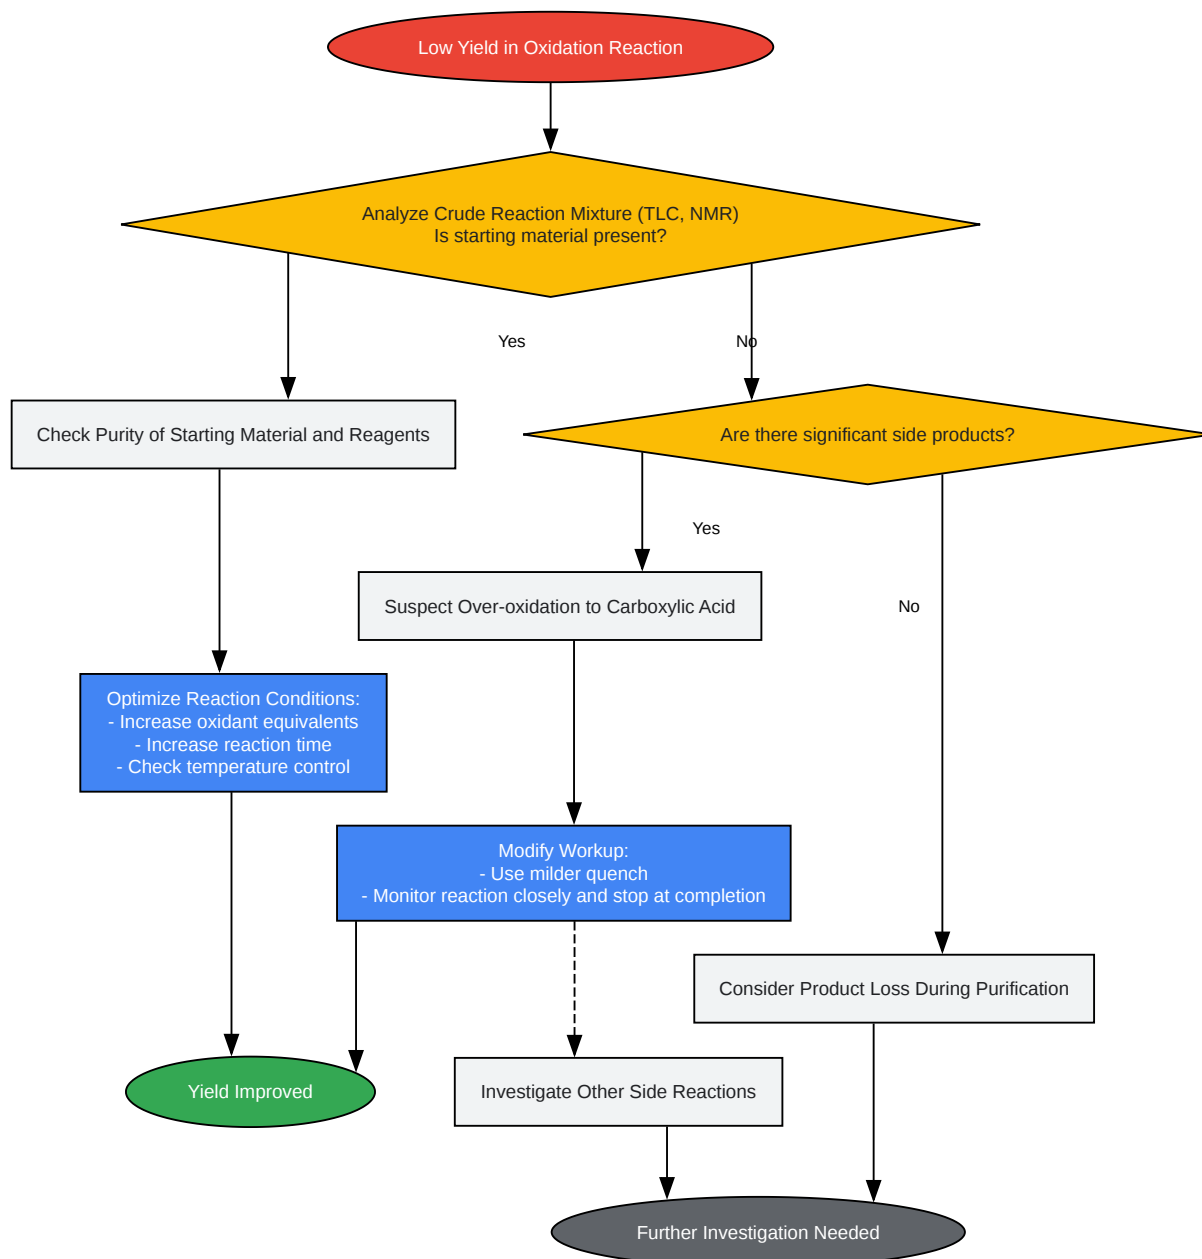 Low Yield in Oxidation Reaction
Analyze Crude Reaction Mixture (TLC, NMR)
Is starting material present?
Yes
No
Check Purity of Starting Material and Reagents
Are there significant side products?
Yes
Suspect Over-oxidation to Carboxylic Acid
No
Optimize Reaction Conditions:
- Increase oxidant equivalents
- Increase reaction time
- Check temperature control
Modify Workup:
- Use milder quench
- Monitor reaction closely and stop at completion
Consider Product Loss During Purification
Yield Improved
Investigate Other Side Reactions
Further Investigation Needed